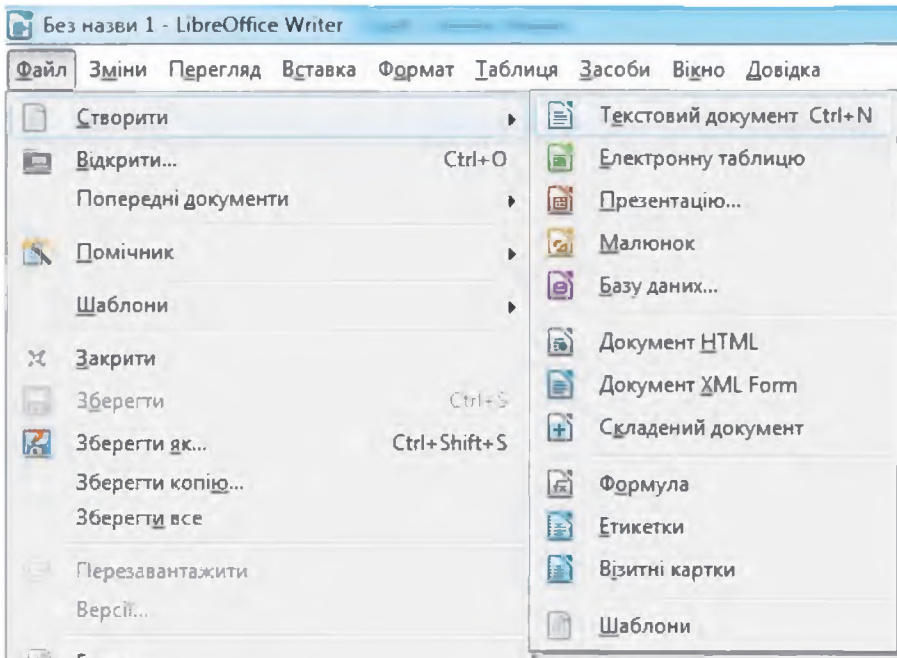 Без назви 1 - LibreOffice Writer
Файл Зміни Перегляд Вставка Формат Таблиця Засоби Вікно Довідка
Створити
Відкрити... Ctrl+O
Попередні документи
Помічник
Шаблони
Закрити
Зберегти Ctrl+S
Зберегти як... Ctrl+Shift+S
Зберегти копію...
Зберегти все
Перезавантажити
Версії...
Текстовий документ Ctrl+N
Електронну таблицю
Презентацію...
Малюнок
Базу даних...
Документ HTML
Документ XML Form
Складений документ
Формула
Етикетки
Візитні картки
Шаблони